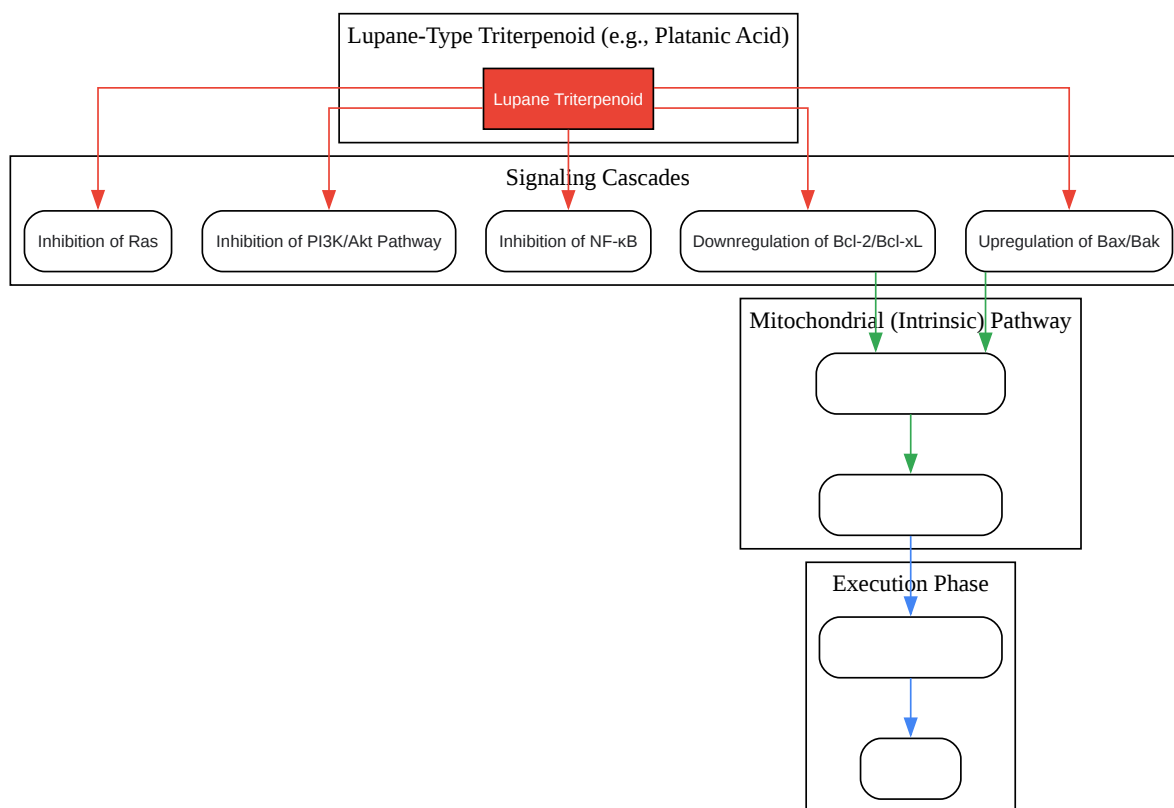 Lupane-Type Triterpenoid (e.g., Platanic Acid)
Lupane Triterpenoid
Signaling Cascades
Inhibition of Ras
Inhibition of PI3K/Akt Pathway
Inhibition of NF-κB
Downregulation of Bcl-2/Bcl-xL
Upregulation of Bax/Bak
Mitochondrial (Intrinsic) Pathway
Execution Phase